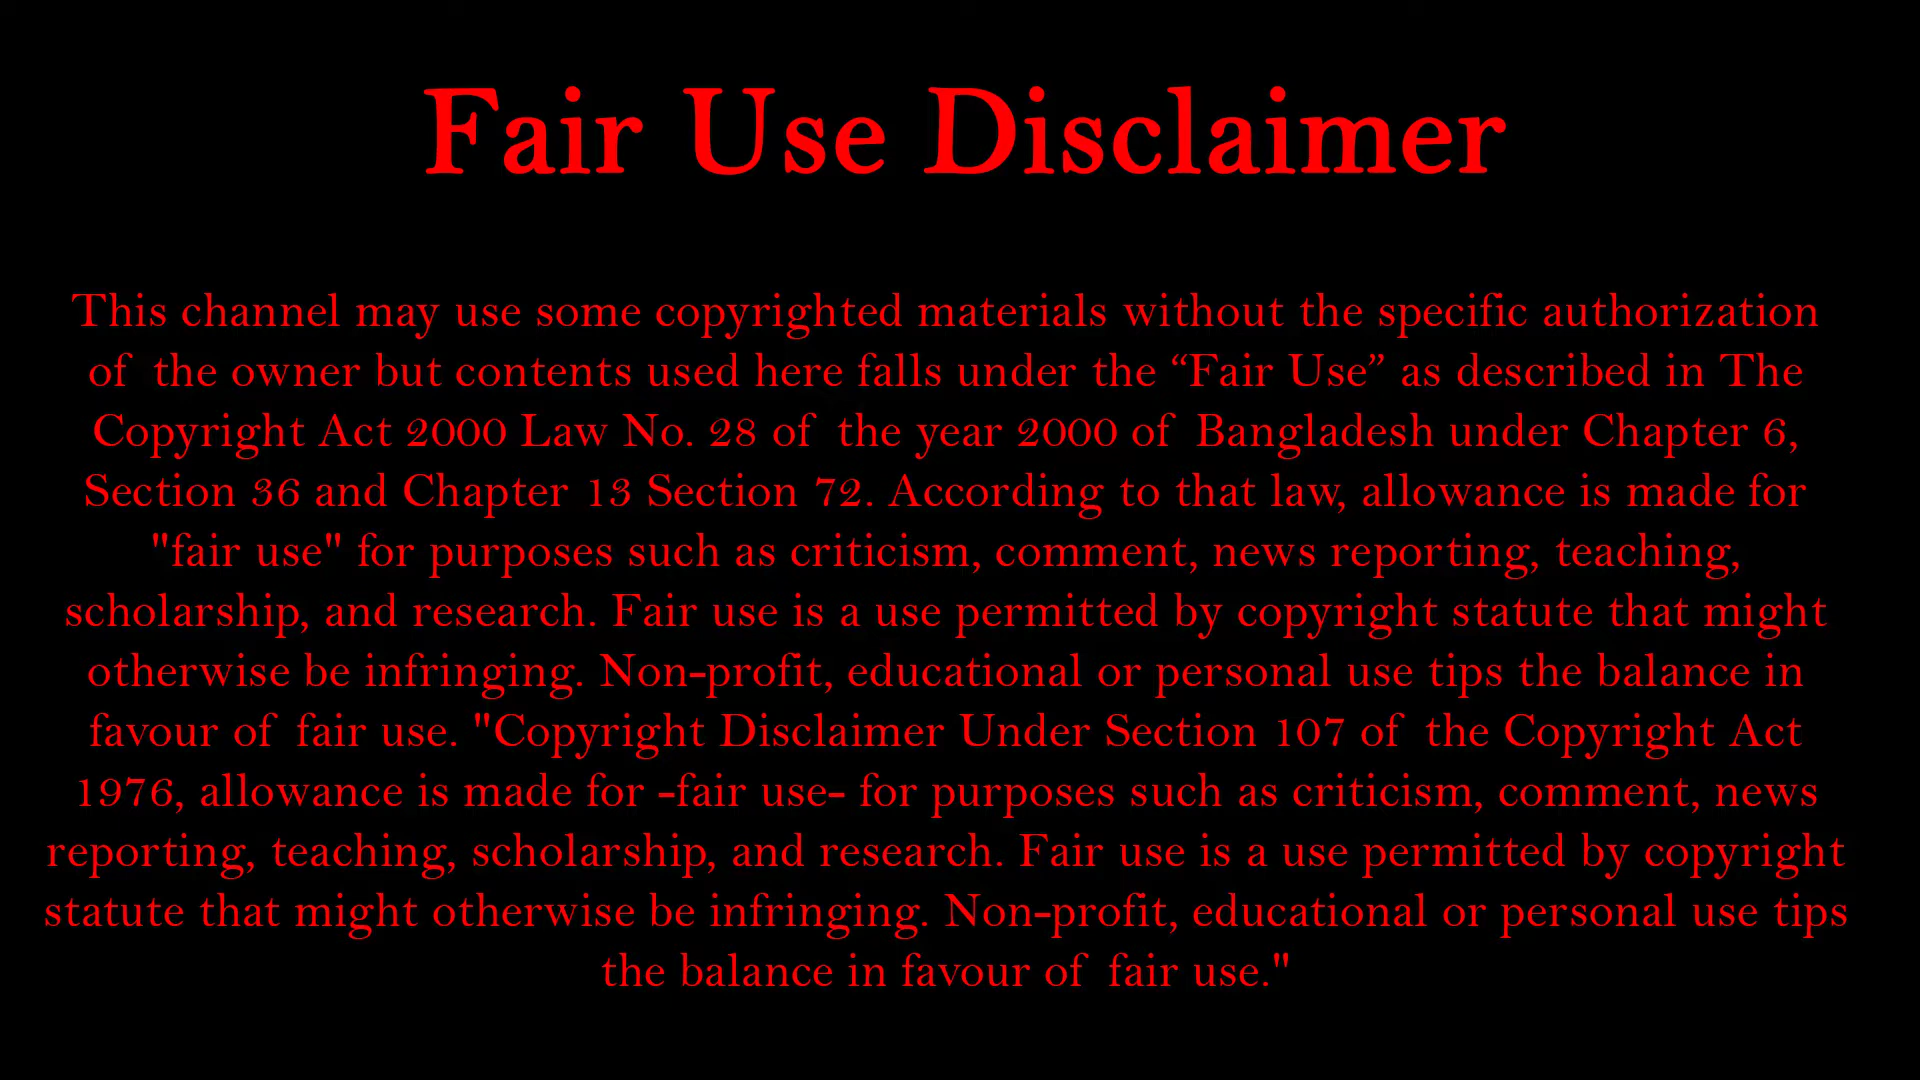 Fair Use Disclaimer
This channel may use some copyrighted materials without the specific authorization
of the owner but contents used here falls under the “Fair Use” as described in The
Copyright Act 2000 Law No. 28 of the year 2000 of Bangladesh under Chapter 6,
Section 36 and Chapter 13 Section 72. According to that law, allowance is made for
"fair use" for purposes such as criticism, comment, news reporting, teaching,
scholarship, and research. Fair use is a use permitted by copyright statute that might
otherwise be infringing. Non-profit, educational or personal use tips the balance in
favour of fair use. "Copyright Disclaimer Under Section 107 of the Copyright Act
1976, allowance is made for -fair use- for purposes such as criticism, comment, news
reporting, teaching, scholarship, and research. Fair use is a use permitted by copyright
statute that might otherwise be infringing. Non-profit, educational or personal use tips
the balance in favour of fair use."